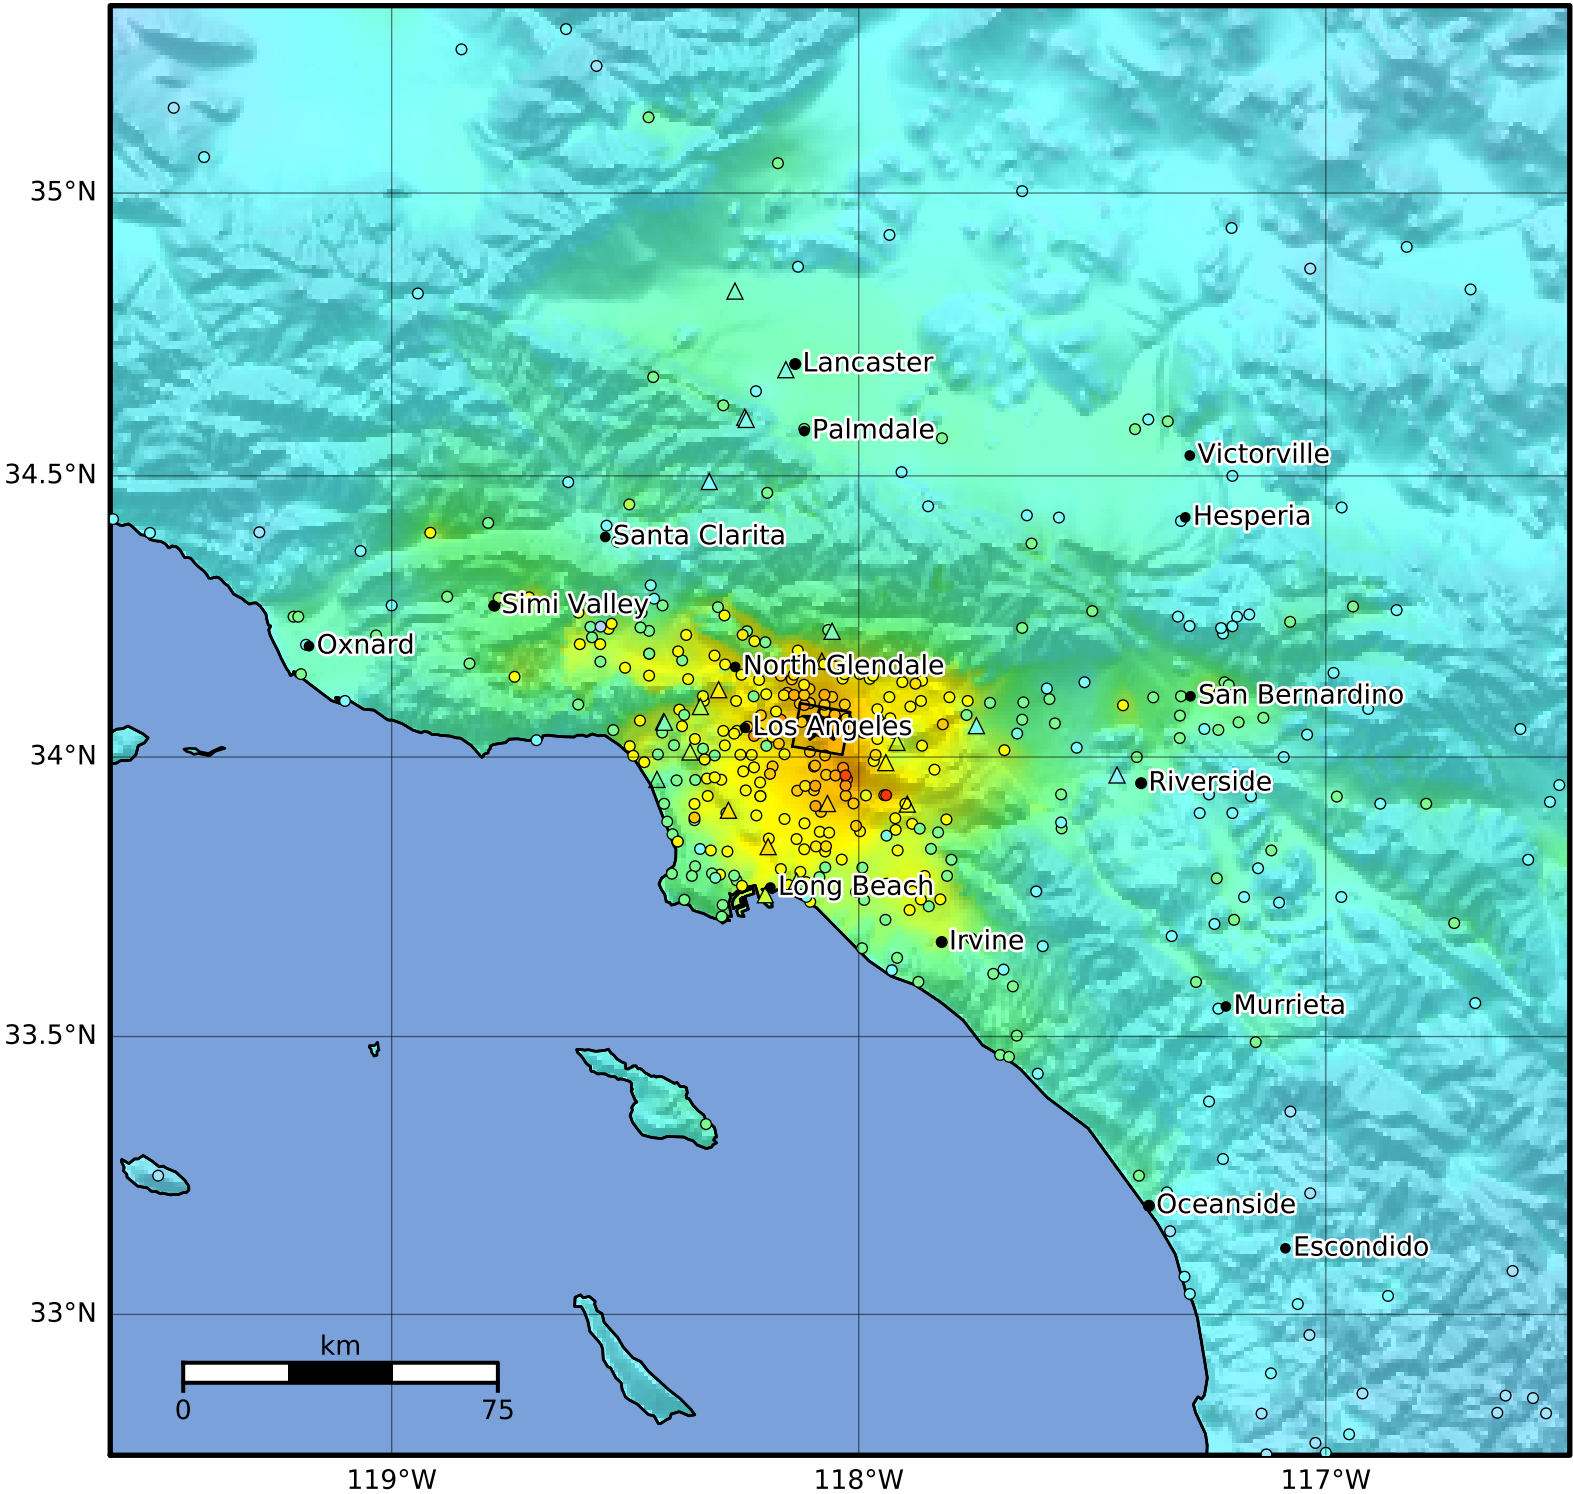 35°N
Lancaster
Palmdale
Victorville
34.5°N
Hesperia
Santa Clarita
Simi Valley
Oxnard
North Glendale
San Bernardino
Los Angeles
34°N
Riverside
Long Beach
Irvine
Murrieta
33.5°N
Oceanside
Escondido
33°N
km
0 75
119°W 118°W 117°W